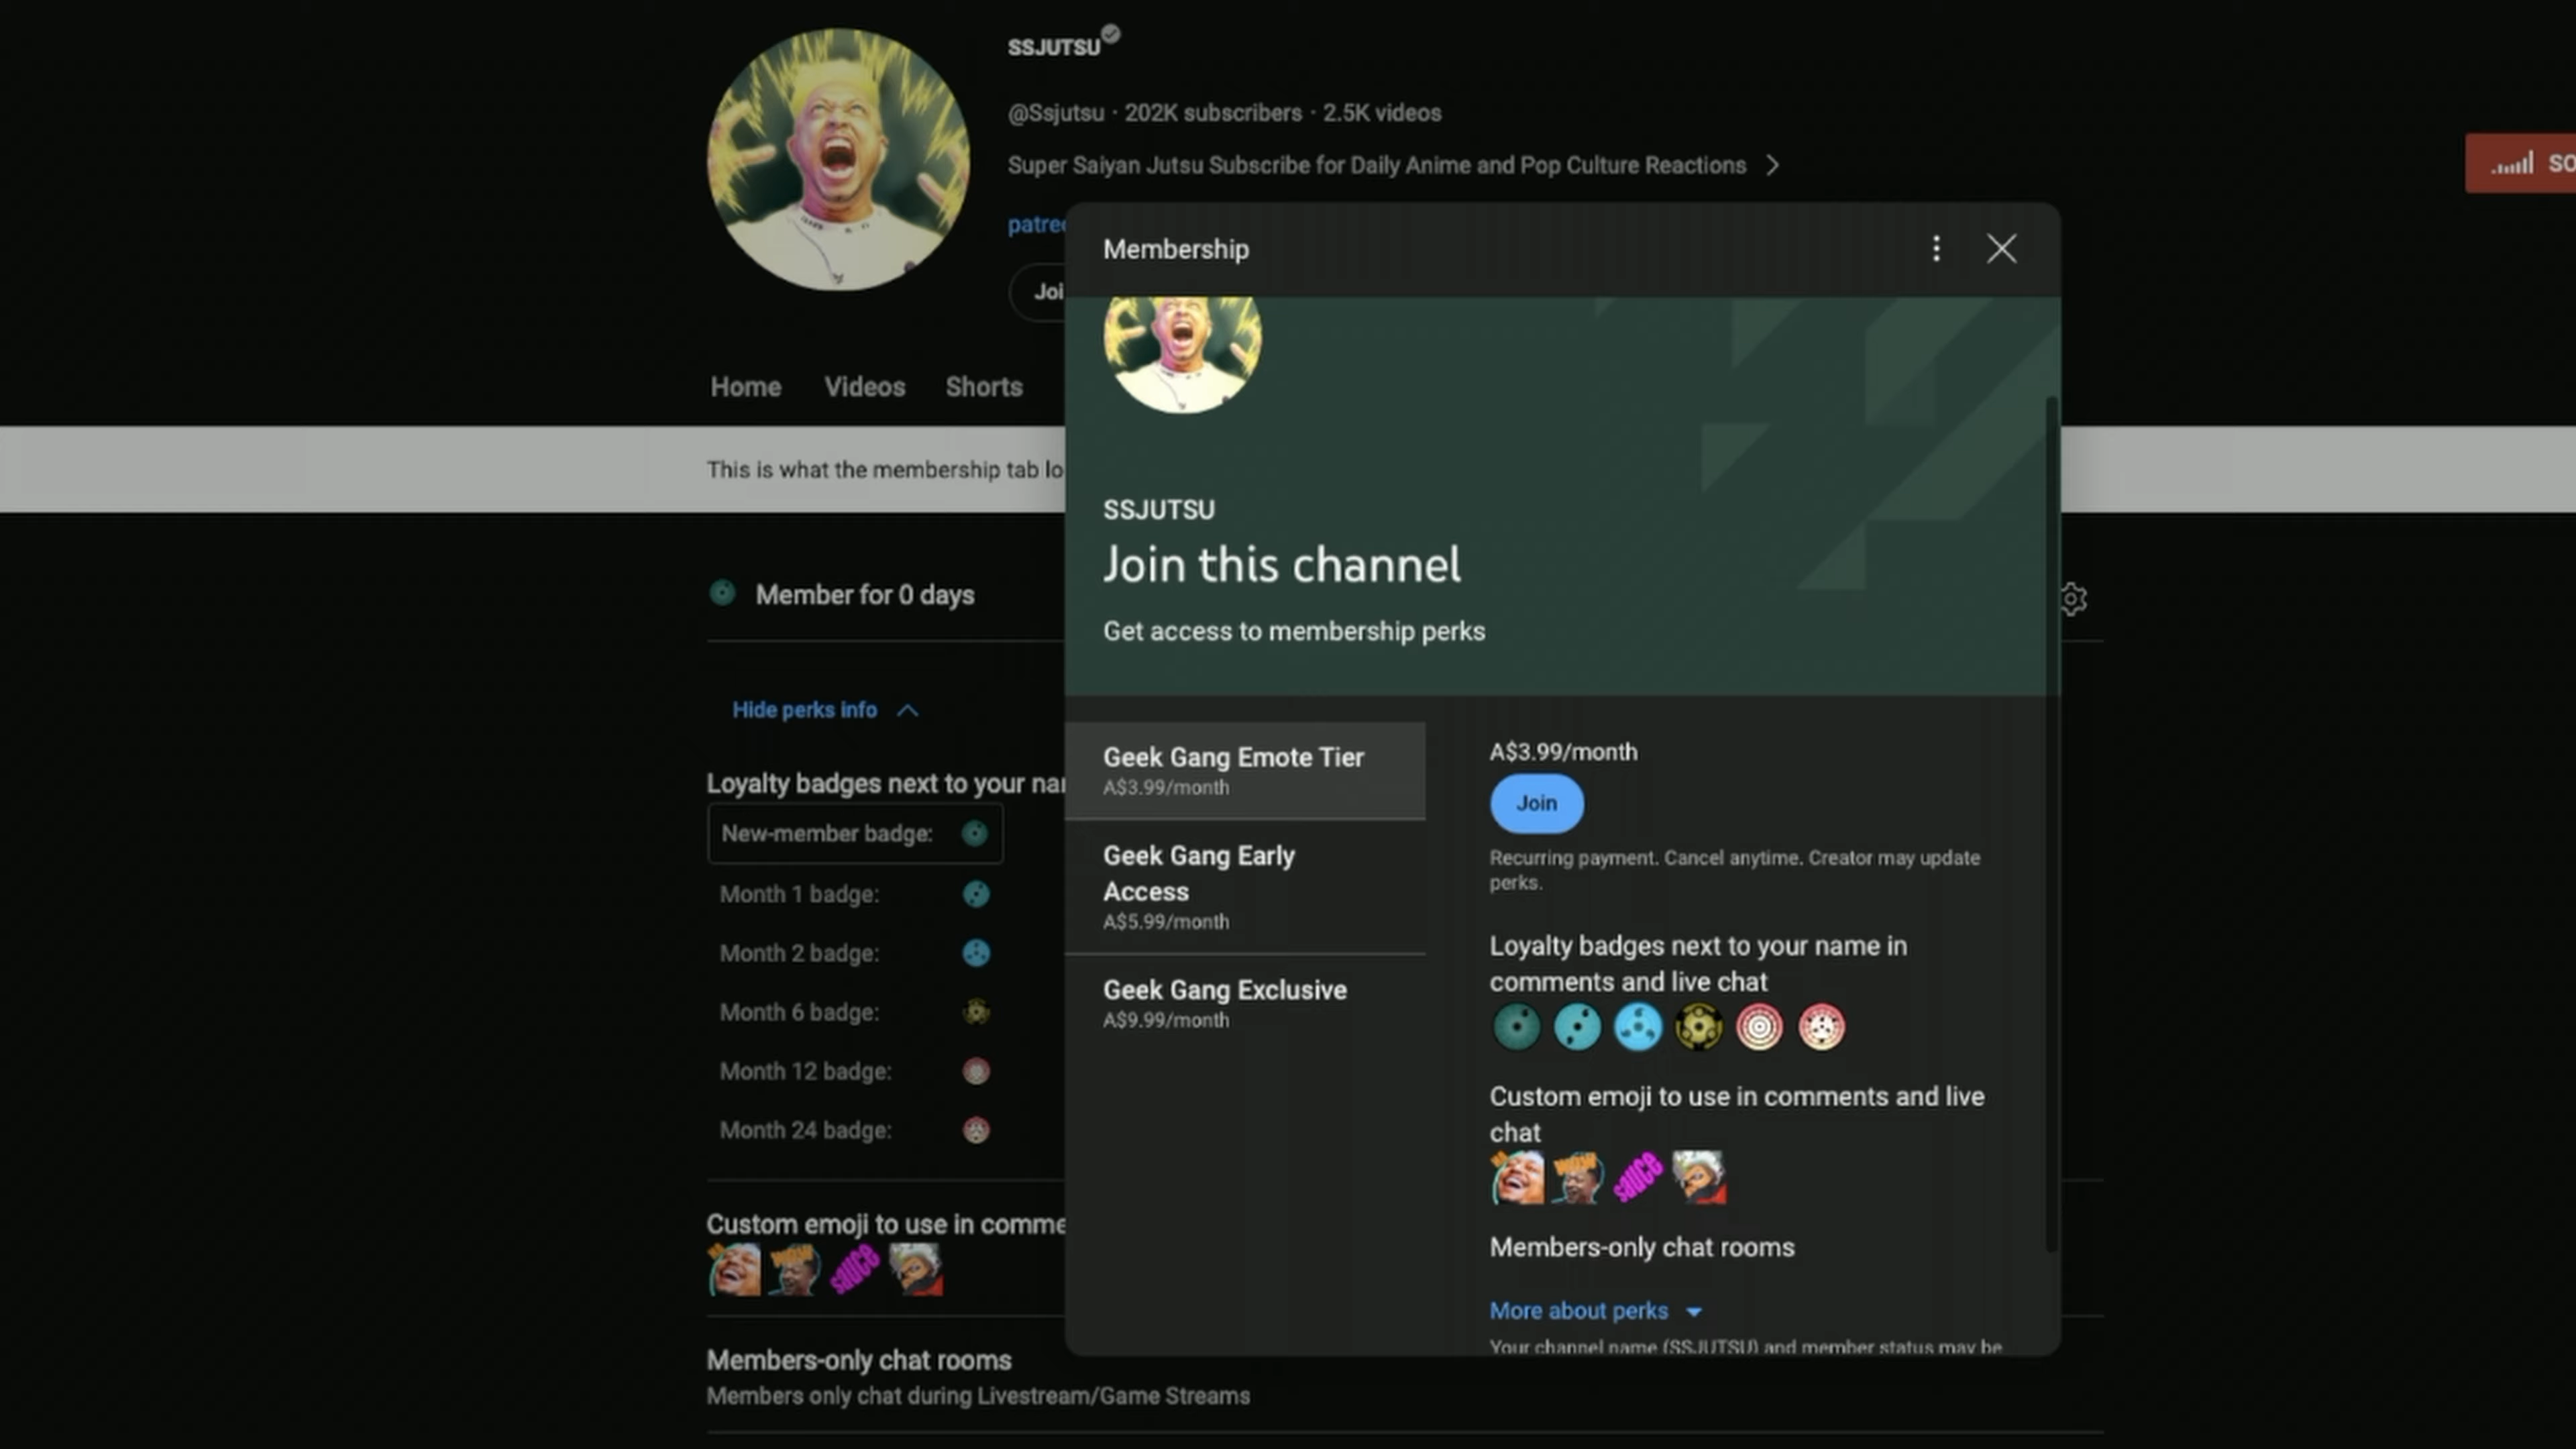 SSJUTSU
@Ssjutsu · 202K subscribers · 2.5K videos
Super Saiyan Jutsu Subscribe for Daily Anime and Pop Culture Reactions
Home Videos Shorts
This is what the membership tab
Member for 0 days
Hide perks info
Loyalty badges next to your
New-member badge:
Month 1 badge:
Month 2 badge:
Month 6 badge:
Month 12 badge:
Month 24 badge:
Custom emoji to use in
WOW
sauce
Members-only chat rooms
Members only chat during Livestream/Game Streams
Membership
SSJUTSU
Join this channel
Get access to membership perks
Geek Gang Emote Tier
A$3.99/month
Geek Gang Early
Access
A$5.99/month
Geek Gang Exclusive
A$9.99/month
A$3.99/month
Join
Recurring payment. Cancel anytime. Creator may update
perks.
Loyalty badges next to your name in
comments and live chat
Custom emoji to use in comments and live
chat
WOW
sauce
Members-only chat rooms
More about perks
Your channel name (SSJUTSU) and member status may be